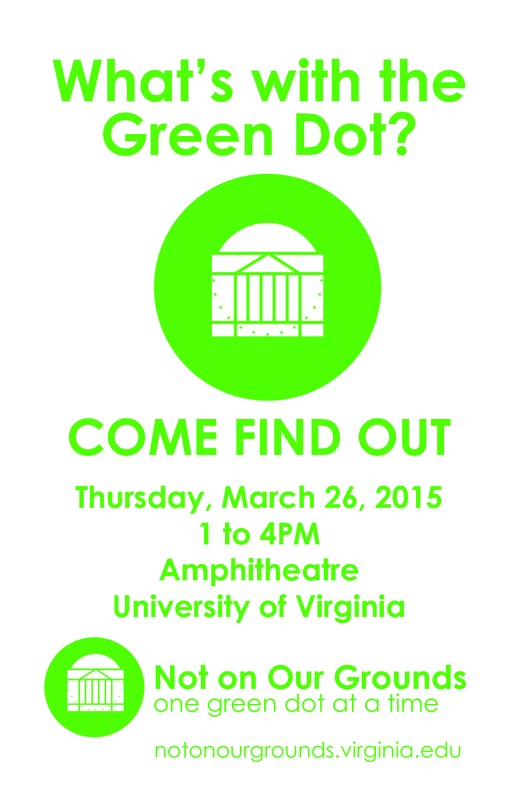 What's with the
Green Dot?
COME FIND OUT
Thursday, March 26, 2015
1 to 4PM
Amphitheatre
University of Virginia
Not on Our Grounds
one green dot at a time
notonourgrounds.virginia.edu